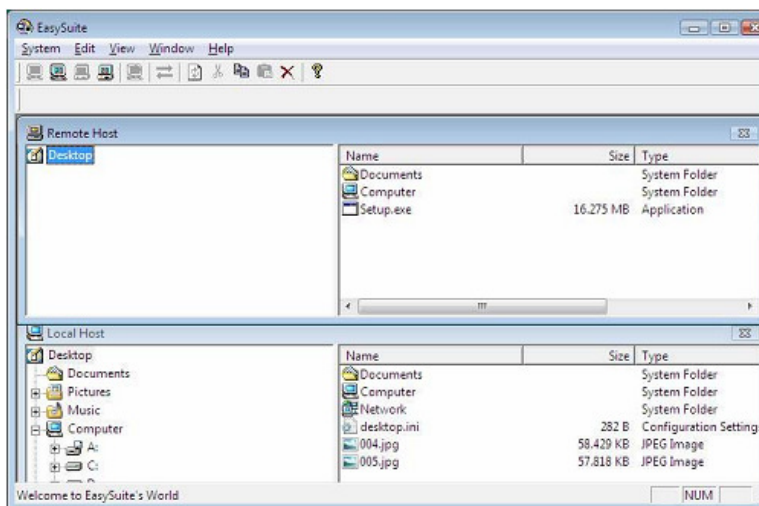 EasySuite
System Edit View Window Help
Remote Host
Desktop
Name Size Type
Documents System Folder
Computer System Folder
Setup.exe 16.275 MB Application
Local Host
Desktop
Documents
Pictures
Music
Computer
A:
C:
Name Size Type
Documents System Folder
Computer System Folder
Network System Folder
desktop.ini 282 B Configuration Setting
004.jpg 58.429 KB JPEG Image
005.jpg 57.818 KB JPEG Image
Welcome to EasySuite's World NUM